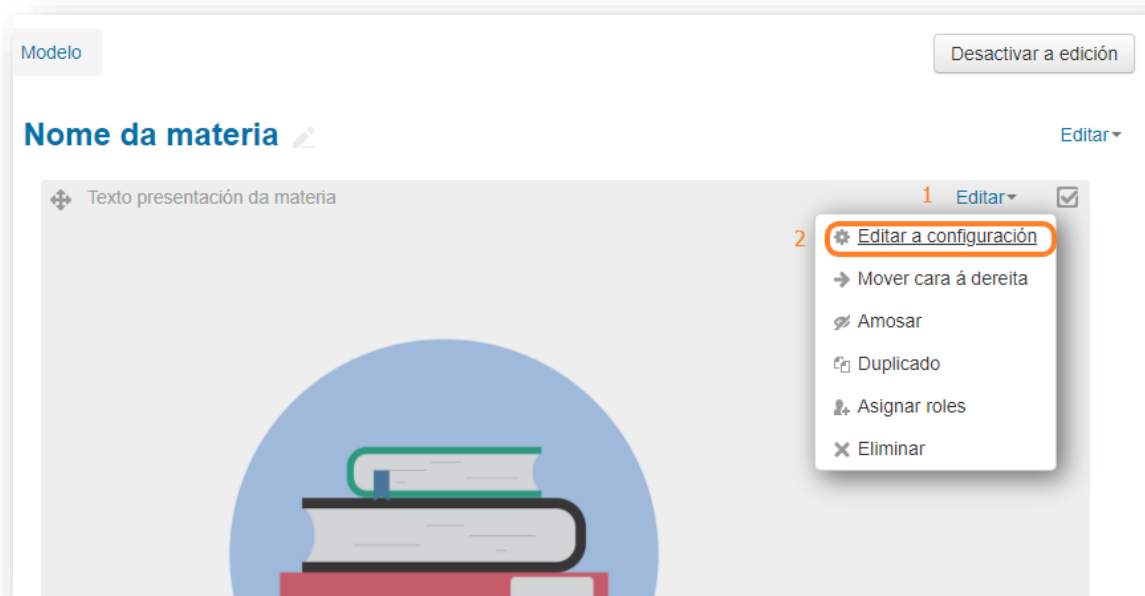 Modelo
Desactivar a edición
Nome da materia
Editar
Texto presentación da materia
1
Editar
2
Editar a configuración
Mover cara á dereita
Amosar
Duplicado
Asignar roles
Eliminar